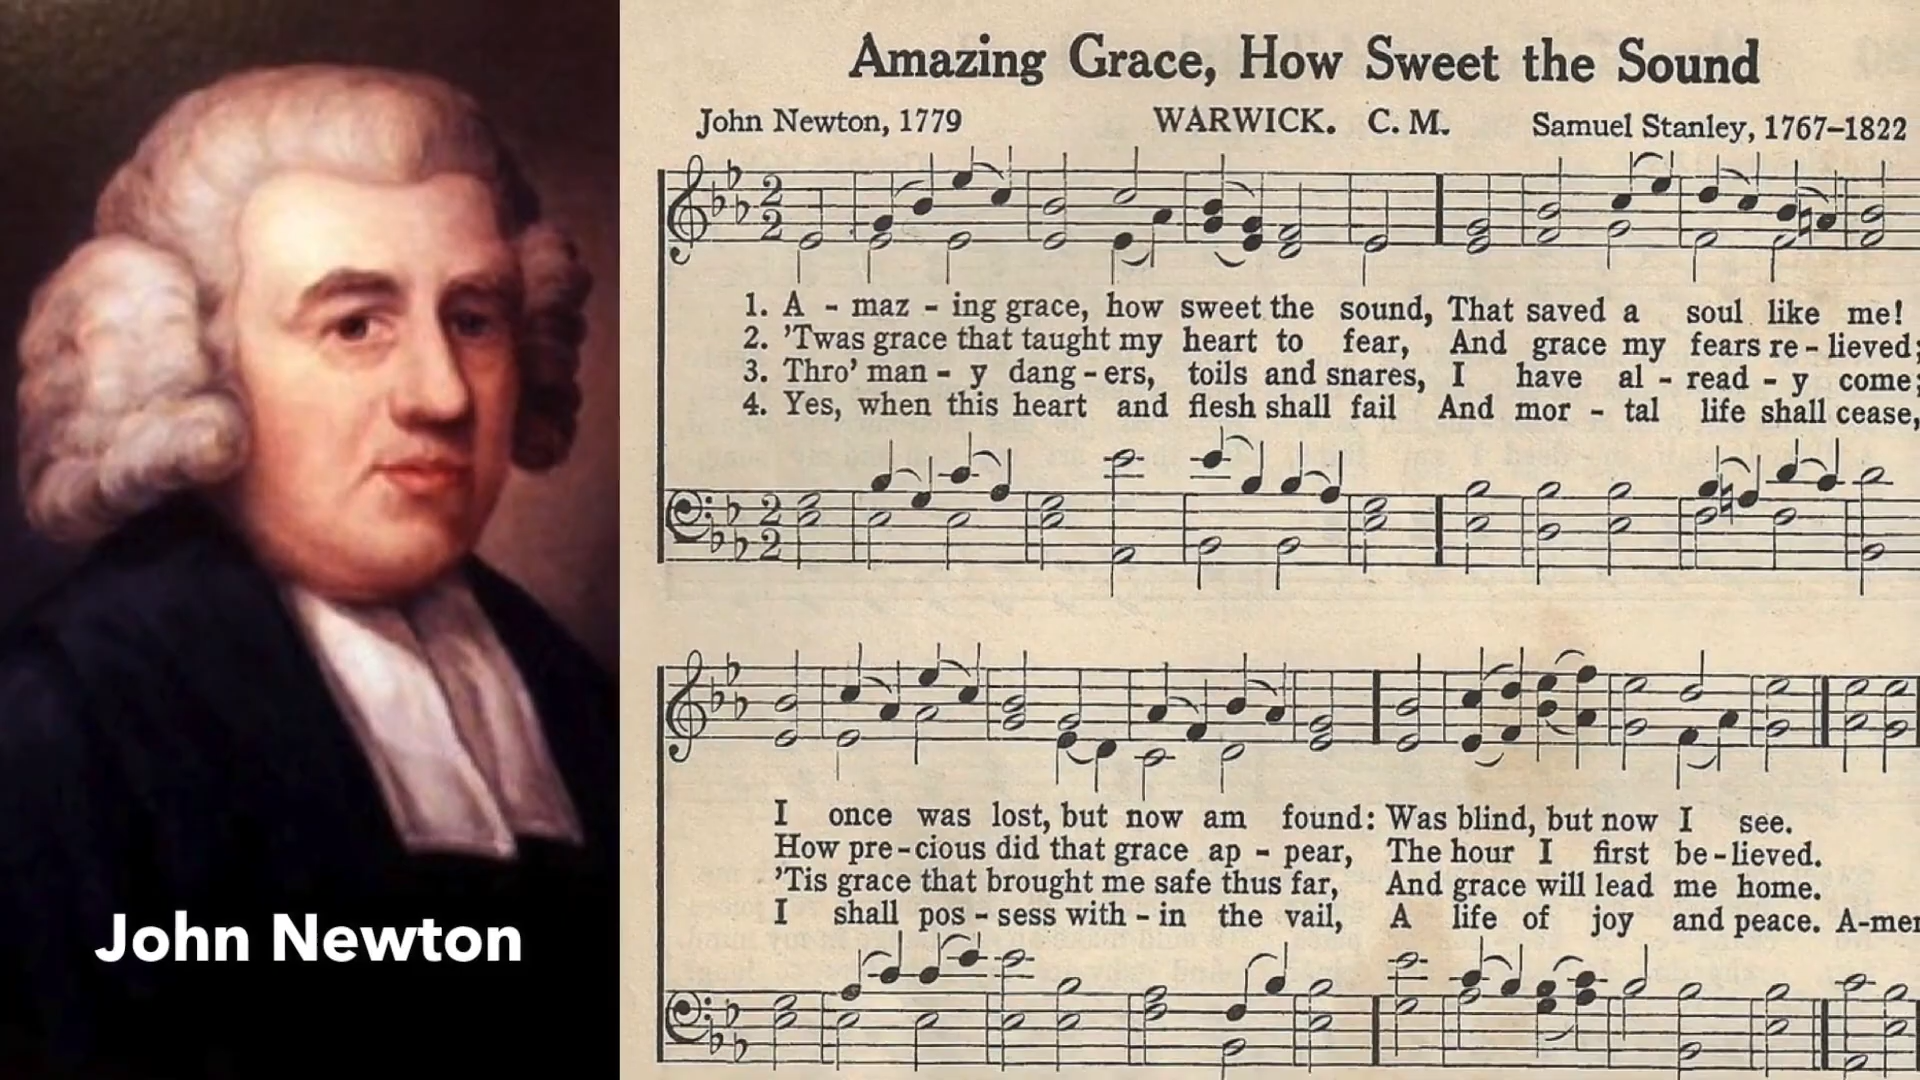 John Newton
Amazing Grace, How Sweet the Sound
John Newton, 1779 WARWICK. C. M. Samuel Stanley, 1767–1822
1. A - maz - ing grace, how sweet the sound, That saved a soul like me!
2. 'Twas grace that taught my heart to fear, And grace my fears re - lieved;
3. Thro' man - y dang - ers, toils and snares, I have al - read - y come;
4. Yes, when this heart and flesh shall fail And mor - tal life shall cease,
I once was lost, but now am found: Was blind, but now I see.
How pre - cious did that grace ap - pear, The hour I first be - lieved.
'Tis grace that brought me safe thus far, And grace will lead me home.
I shall pos - sess with - in the vail, A life of joy and peace. A-men